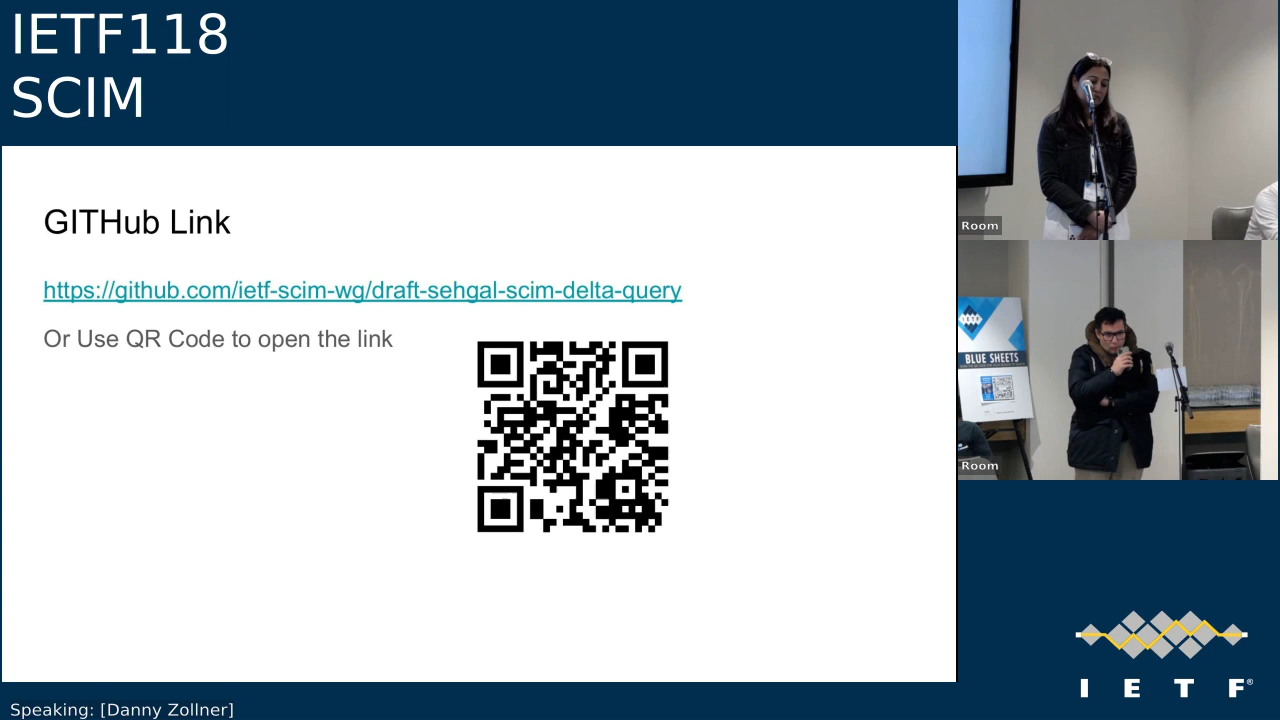 IETF118
SCIM
GITHub Link
https://github.com/ietf-scim-wg/draft-sehgal-scim-delta-query
Or Use QR Code to open the link
Room
IETF
BLUE SHEETS
Room
I E T F®
Speaking: [Danny Zollner]